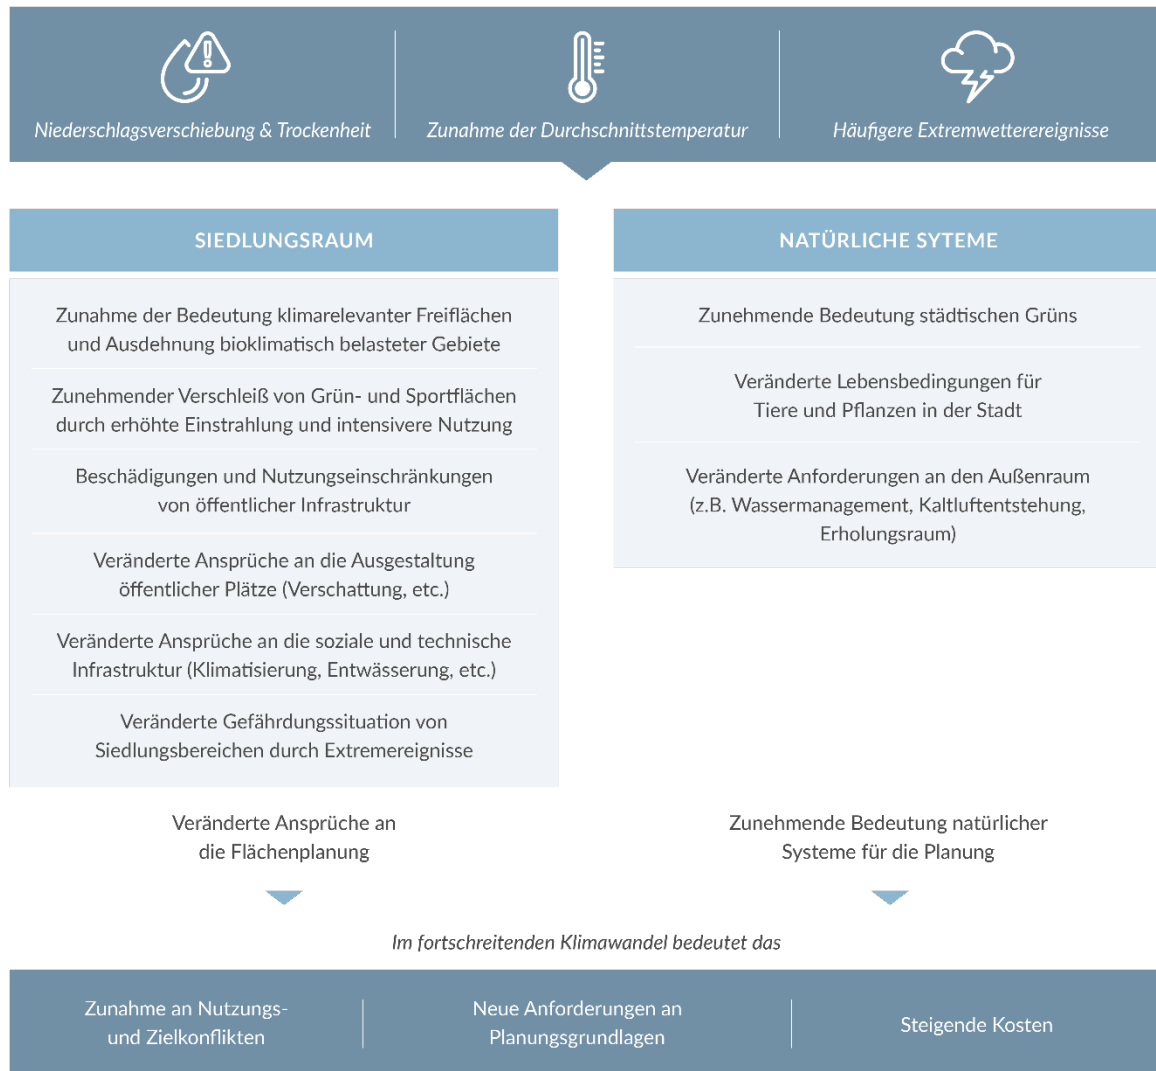 Niederschlagsverschiebung & Trockenheit
Zunahme der Durchschnittstemperatur
Häufigere Extremwetterereignisse
SIEDLUNGSRAUM
Zunahme der Bedeutung klimarelevanter Freiflächen
und Ausdehnung bioklimatisch belasteter Gebiete
Zunehmender Verschleiß von Grün- und Sportflächen
durch erhöhte Einstrahlung und intensivere Nutzung
Beschädigungen und Nutzungseinschränkungen
von öffentlicher Infrastruktur
Veränderte Ansprüche an die Ausgestaltung
öffentlicher Plätze (Verschattung, etc.)
Veränderte Ansprüche an die soziale und technische
Infrastruktur (Klimatisierung, Entwässerung, etc.)
Veränderte Gefährdungssituation von
Siedlungsbereichen durch Extremereignisse
Veränderte Ansprüche an
die Flächenplanung
NATÜRLICHE SYTEME
Zunehmende Bedeutung städtischen Grüns
Veränderte Lebensbedingungen für
Tiere und Pflanzen in der Stadt
Veränderte Anforderungen an den Außenraum
(z.B. Wassermanagement, Kaltluftentstehung,
Erholungsraum)
Zunehmende Bedeutung natürlicher
Systeme für die Planung
Im fortschreitenden Klimawandel bedeutet das
Zunahme an Nutzungs-
und Zielkonflikten
Neue Anforderungen an
Planungsgrundlagen
Steigende Kosten